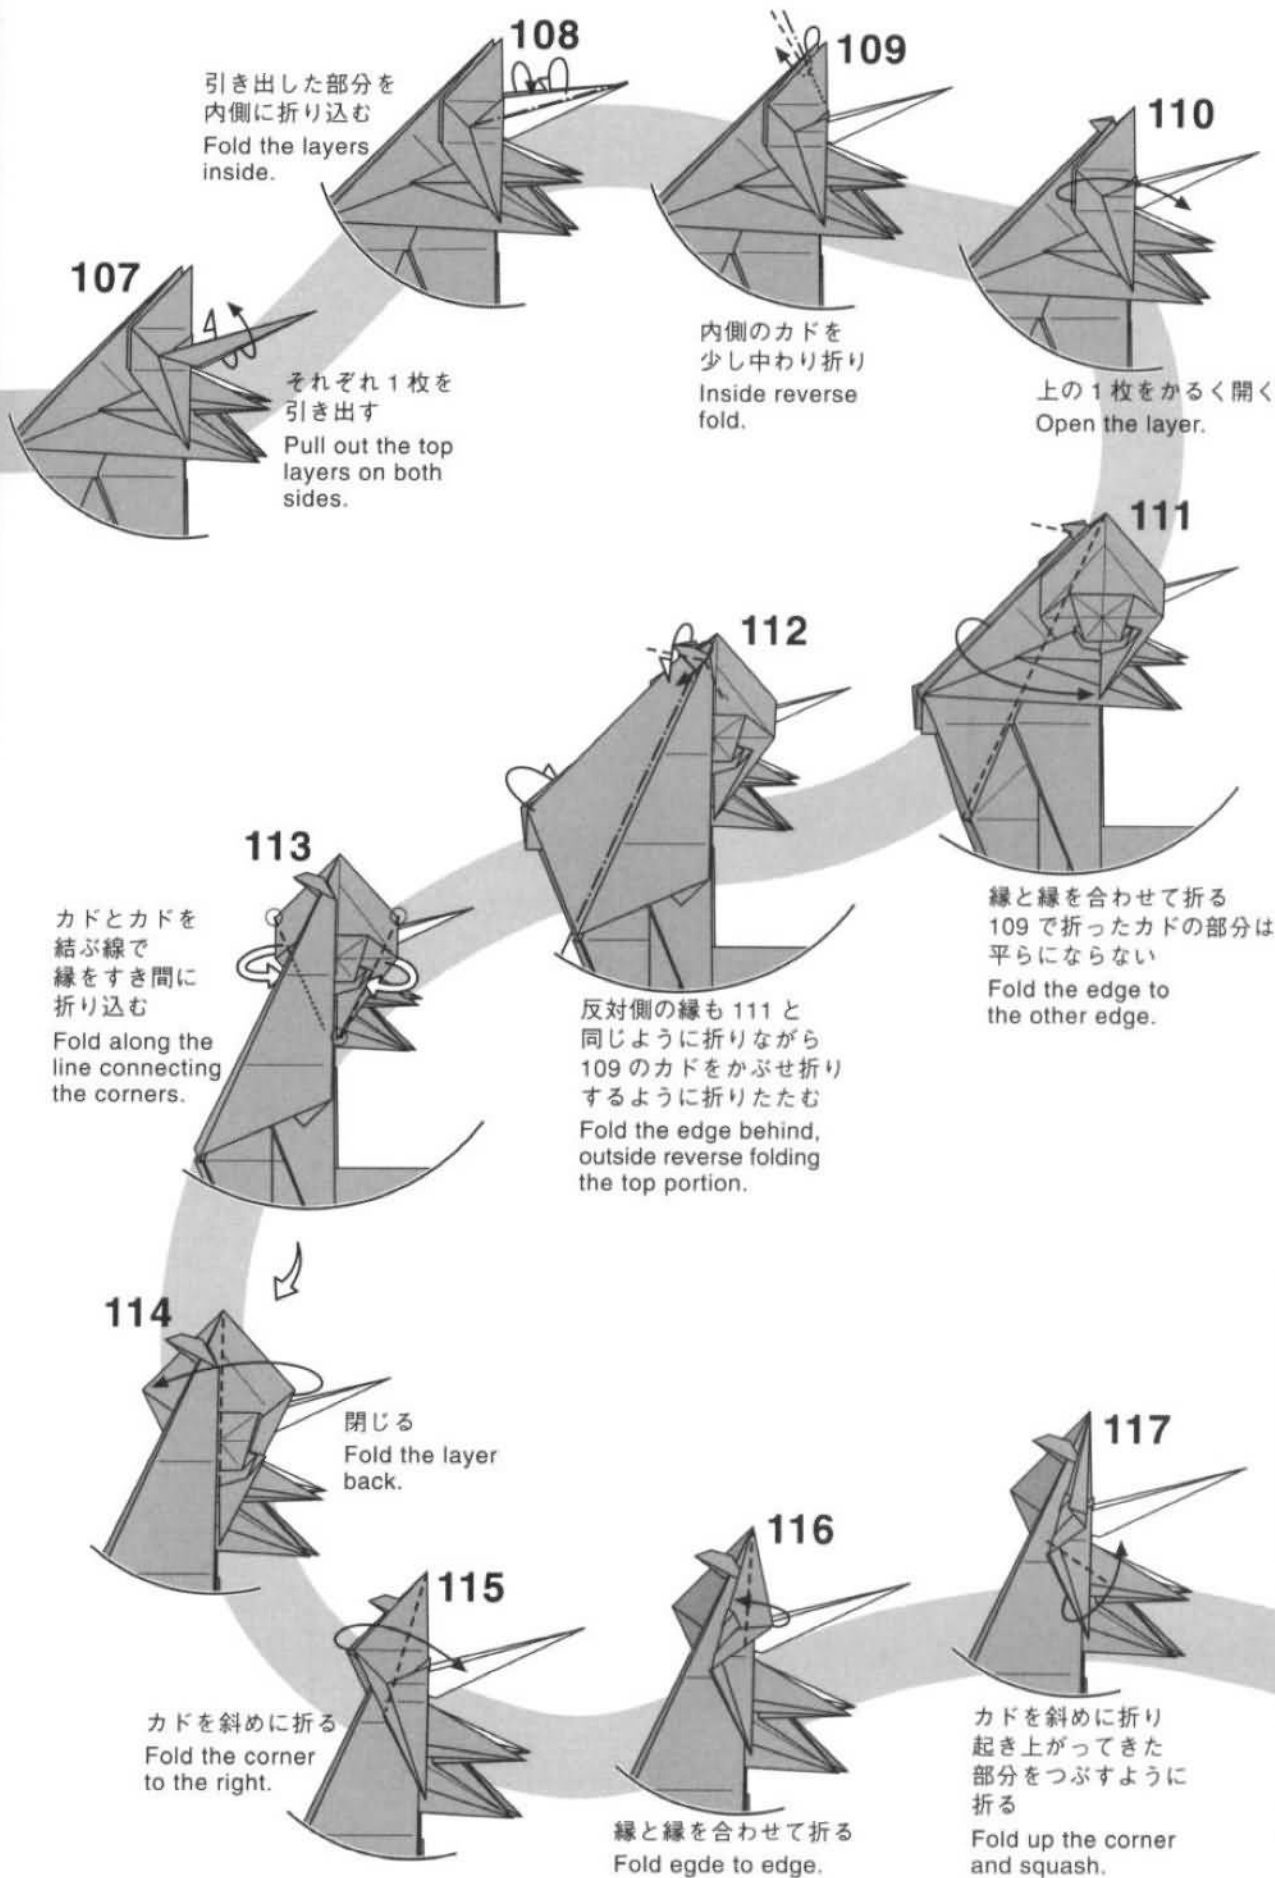 107
それぞれ1枚を
引き出す
Pull out the top
layers on both
sides.
108
引き出した部分を
内側に折り込む
Fold the layers
inside.
109
内側のカドを
少し中わり折り
Inside reverse
fold.
110
上の1枚をかるく開く
Open the layer.
111
縁と縁を合わせて折る
109で折ったカドの部分は
平らにならない
Fold the edge to
the other edge.
112
反対側の縁も111と
同じように折りながら
109のカドをかぶせ折り
するように折りたたむ
Fold the edge behind,
outside reverse folding
the top portion.
113
カドとカドを
結ぶ線で
縁をすき間に
折り込む
Fold along the
line connecting
the corners.
114
閉じる
Fold the layer
back.
115
カドを斜めに折る
Fold the corner
to the right.
116
縁と縁を合わせて折る
Fold egde to edge.
117
カドを斜めに折り
起き上がってきた
部分をつぶすように
折る
Fold up the corner
and squash.